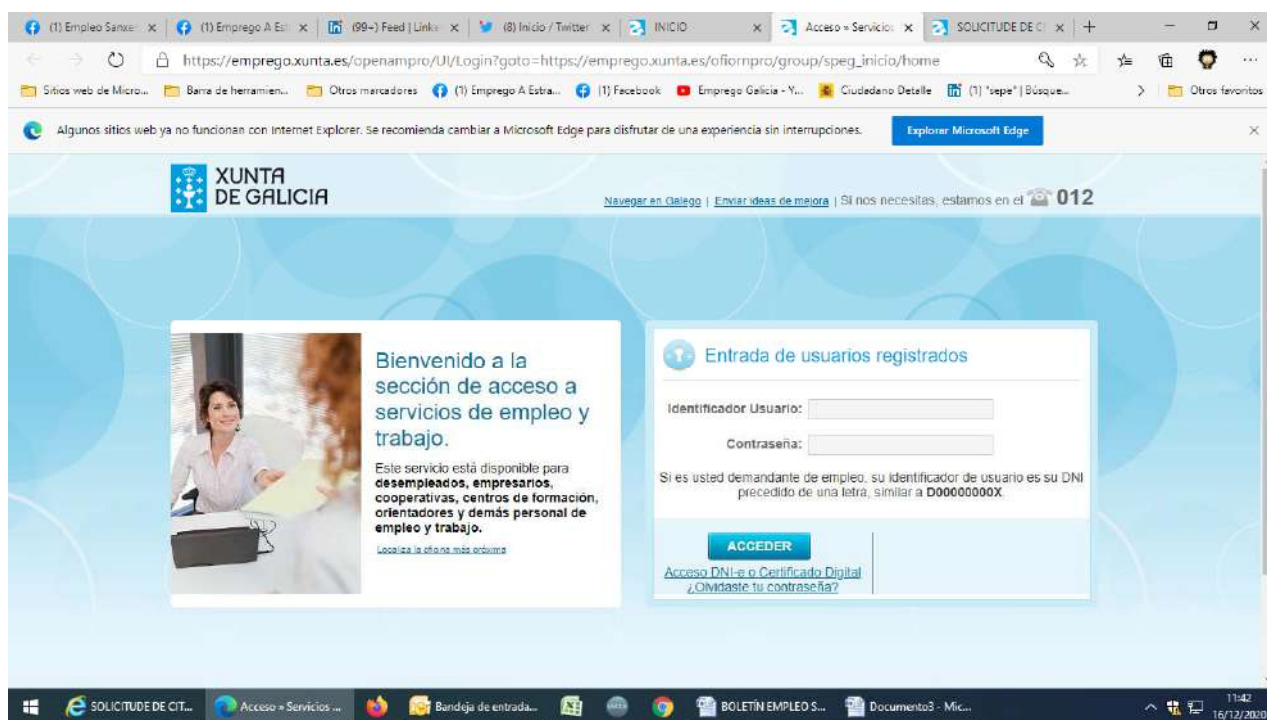 (1) Empleo Sanxe
(1) Emprego A Est
(99+) Feed | Linke
(8) Inicio / Twitter
INICIO
Acceso » Servicio
SOLICITUDE DE CI
https://emprego.xunta.es/openampro/UI/Login?goto=https://emprego.xunta.es/ofiornpro/group/speg_inicio/home
Sitios web de Micro...
Barra de herramien...
Otros marcadores
(1) Emprego A Estra...
(1) Facebook
Emprego Galicia - Y...
Ciudadano Detalle
(1) "sepe" | Búsque...
Otros favoritos
Algunos sitios web ya no funcionan con Internet Explorer. Se recomienda cambiar a Microsoft Edge para disfrutar de una experiencia sin interrupciones.
Explorar Microsoft Edge
XUNTA
DE GALICIA
Navegar en Galego | Enviar ideas de mejora | Si nos necesitas, estamos en el 012
Bienvenido a la
sección de acceso a
servicios de empleo y
trabajo.
Este servicio está disponible para
desempleados, empresarios,
cooperativas, centros de formación,
orientadores y demás personal de
empleo y trabajo.
Localiza la oficina más próxima
Entrada de usuarios registrados
Identificador Usuario:
Contraseña:
Si es usted demandante de empleo, su identificador de usuario es su DNI
precedido de una letra, similar a D00000000X.
ACCEDER
Acceso DNI-e o Certificado Digital
¿Olvidaste tu contraseña?
SOLICITUDE DE CIT...
Acceso » Servicios ...
Bandeja de entrada...
BOLETÍN EMPLEO S...
Documento3 - Mic...
11:42
16/12/2020